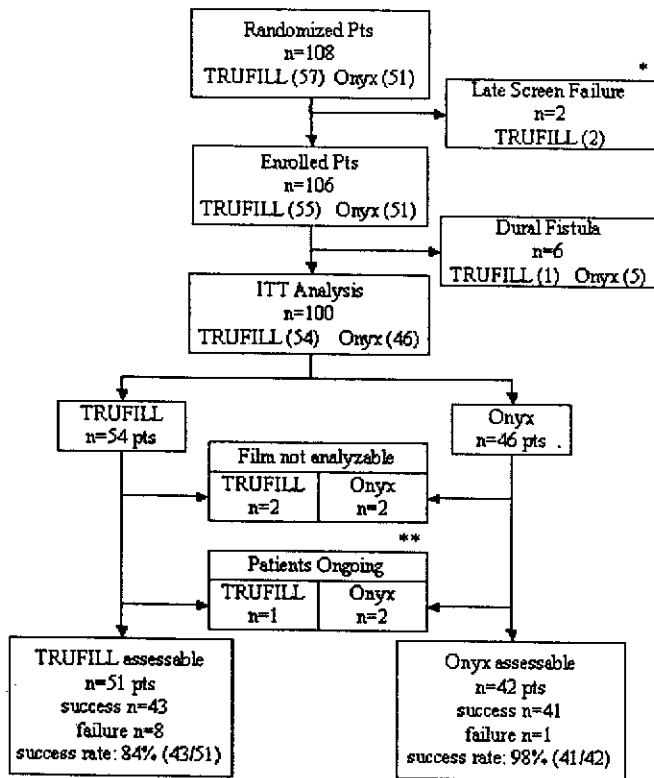 Randomized Pts
n=108
TRUFILL (57) Onyx (51)
*
Late Screen Failure
n=2
TRUFILL (2)
Enrolled Pts
n=106
TRUFILL (55) Onyx (51)
Dural Fistula
n=6
TRUFILL (1) Onyx (5)
ITT Analysis
n=100
TRUFILL (54) Onyx (46)
TRUFILL
n=54 pts
Onyx
n=46 pts
Film not analyzable
TRUFILL
n=2
Onyx
n=2
**
Patients Ongoing
TRUFILL
n=1
Onyx
n=2
TRUFILL assessable
n=51 pts
success n=43
failure n=8
success rate: 84% (43/51)
Onyx assessable
n=42 pts
success n=41
failure n=1
success rate: 98% (41/42)